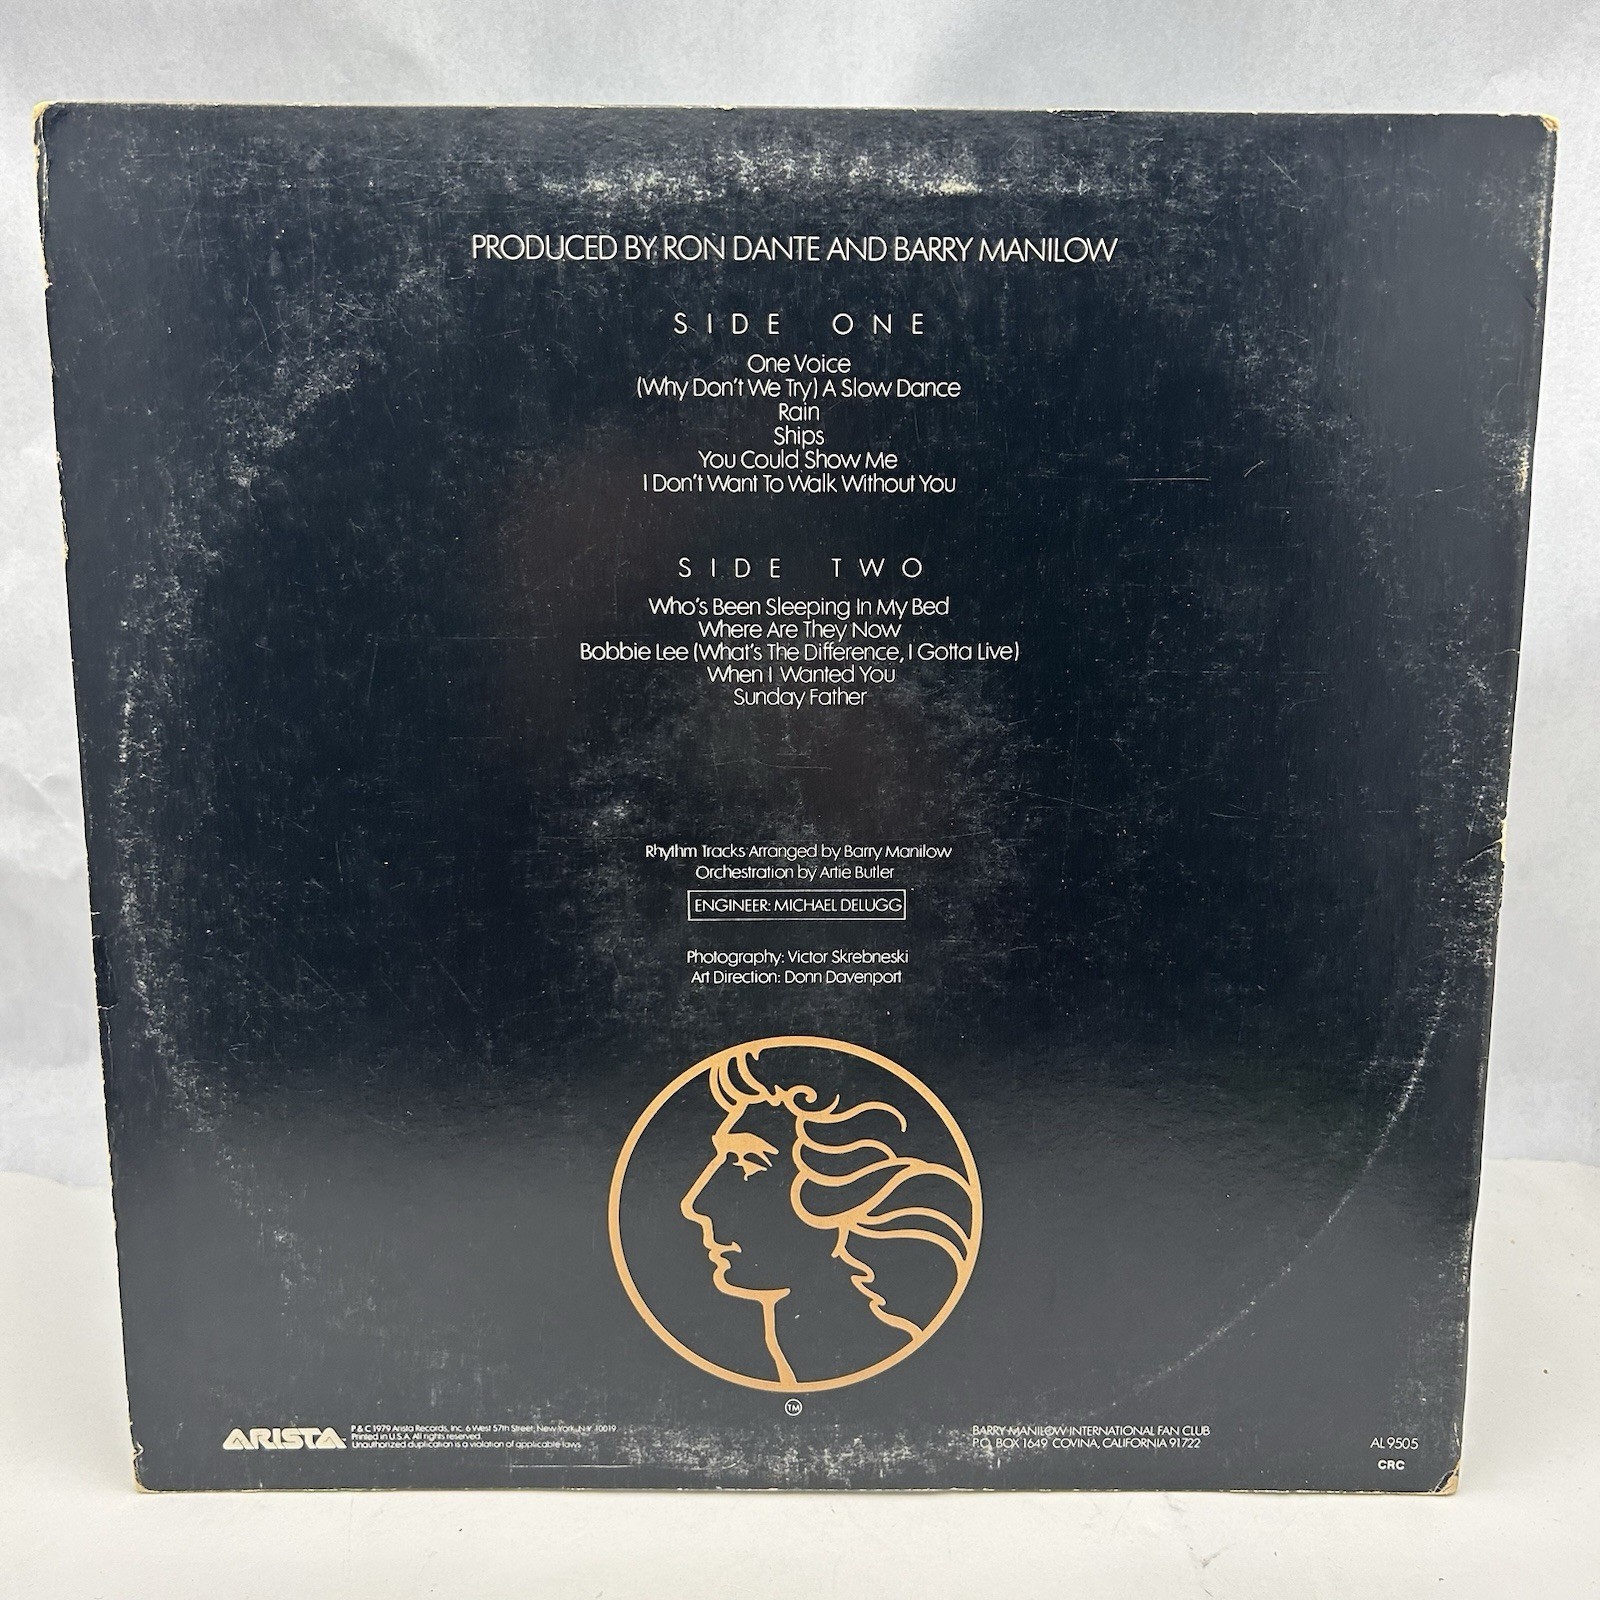 PRODUCED BY RON DANTE AND BARRY MANILOW
SIDE ONE
One Voice
(Why Don't We Try) A Slow Dance
Rain
Ships
You Could Show Me
I Don't Want To Walk Without You
SIDE TWO
Who's Been Sleeping In My Bed
Where Are They Now
Bobbie Lee (What's The Difference, I Gotta Live)
When I Wanted You
Sunday Father
Rhythm Tracks Arranged by Barry Manilow
Orchestration by Artie Butler
ENGINEER: MICHAEL DELUGG
Photography: Victor Skrebneski
Art Direction: Donn Davenport
TM
ARISTA
P & C 1979 Arista Records, Inc. 6 West 57th Street, New York, N.Y. 10019
Printed in U.S.A. All rights reserved.
Unauthorized duplication is a violation of applicable laws.
BARRY MANILOW INTERNATIONAL FAN CLUB
P.O. BOX 1649 COVINA, CALIFORNIA 91722
AL 9505
CRC